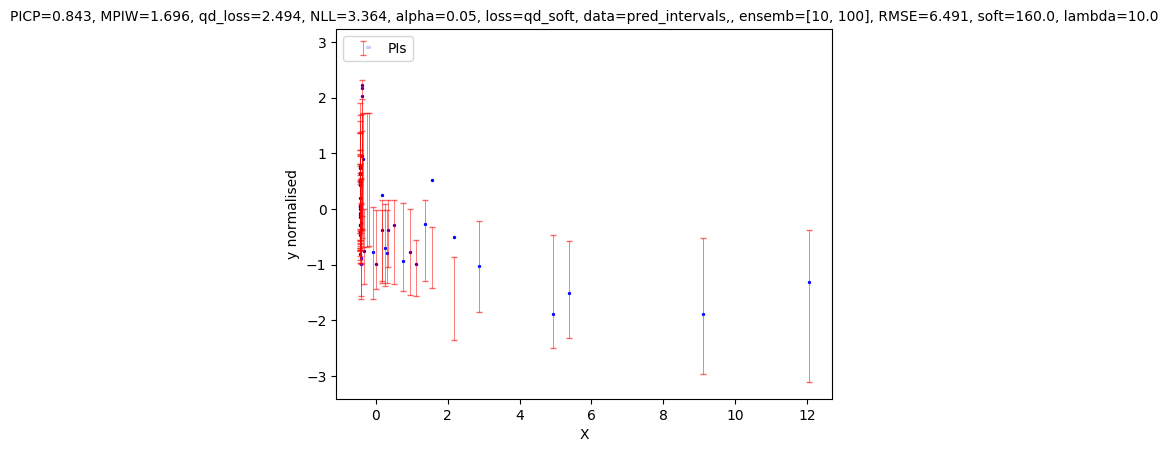 PICP=0.843, MPIW=1.696, qd_loss=2.494, NLL=3.364, alpha=0.05, loss=qd_soft, data=pred_intervals,, ensemb=[10, 100], RMSE=6.491, soft=160.0, lambda=10.0
PIs
3
2
1
0
−1
−2
−3
y normalised
0 2 4 6 8 10 12
X